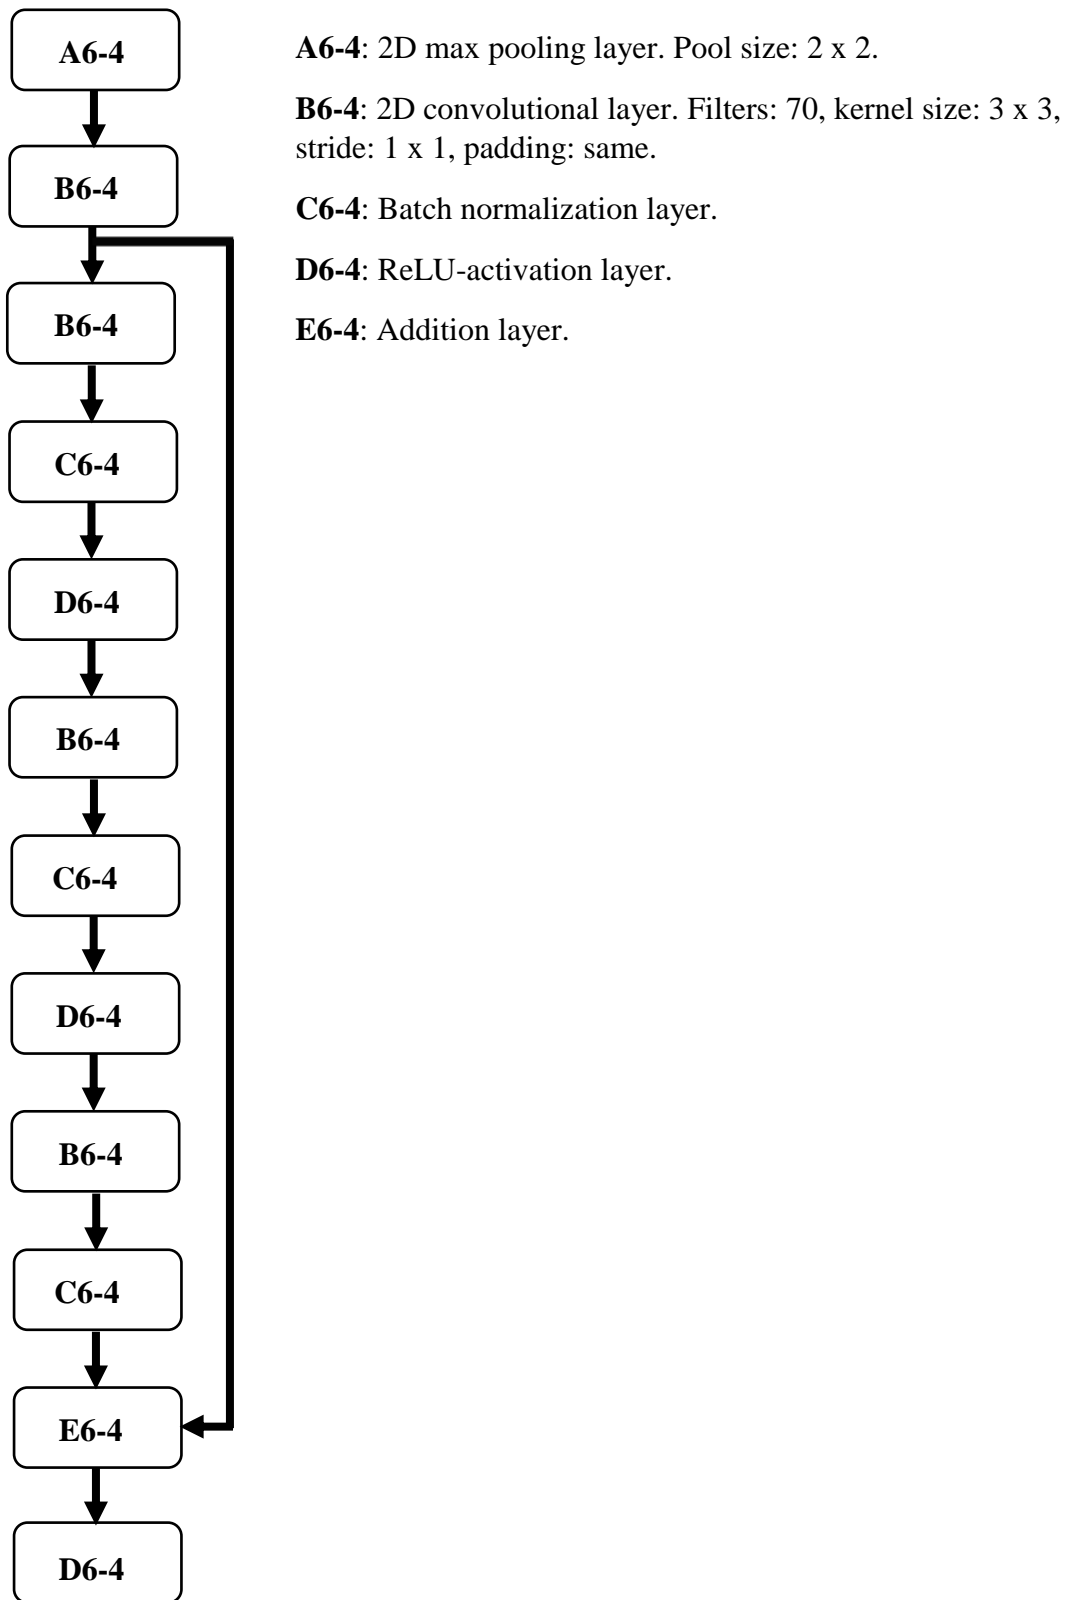 A6-4
A6-4: 2D max pooling layer. Pool size: 2 x 2.
B6-4: 2D convolutional layer. Filters: 70, kernel size: 3 x 3,
stride: 1 x 1, padding: same.
B6-4
C6-4: Batch normalization layer.
D6-4: ReLU-activation layer.
B6-4
E6-4: Addition layer.
C6-4
D6-4
B6-4
C6-4
D6-4
B6-4
C6-4
E6-4
D6-4